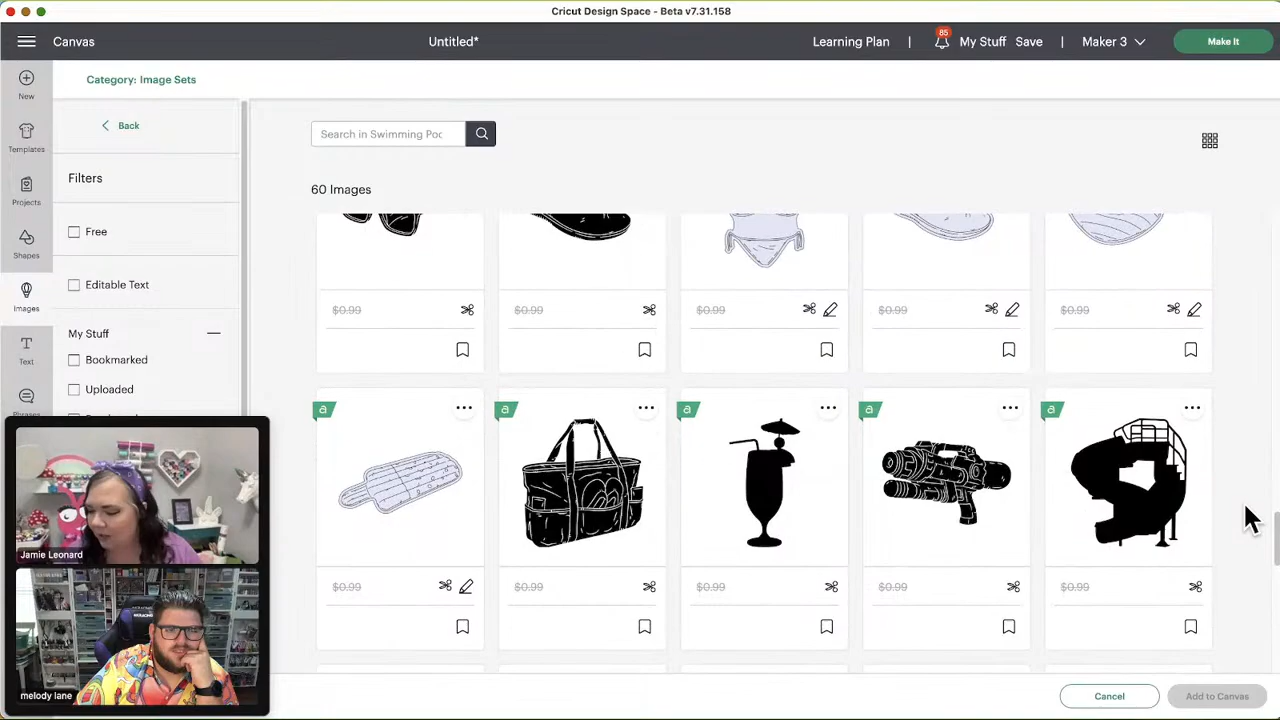 Cricut Design Space - Beta v7.31.158
Canvas
Untitled*
Learning Plan | 85 My Stuff Save | Maker 3 Make It
New
Templates
Projects
Shapes
Images
Text
Category: Image Sets
Back
Filters
Free
Editable Text
My Stuff
Bookmarked
Uploaded
Search in Swimming Poc
60 Images
$0.99 $0.99 $0.99 $0.99 $0.99
a a a a a
$0.99 $0.99 $0.99 $0.99 $0.99
Jamie Leonard
melody lane
Cancel Add to Canvas